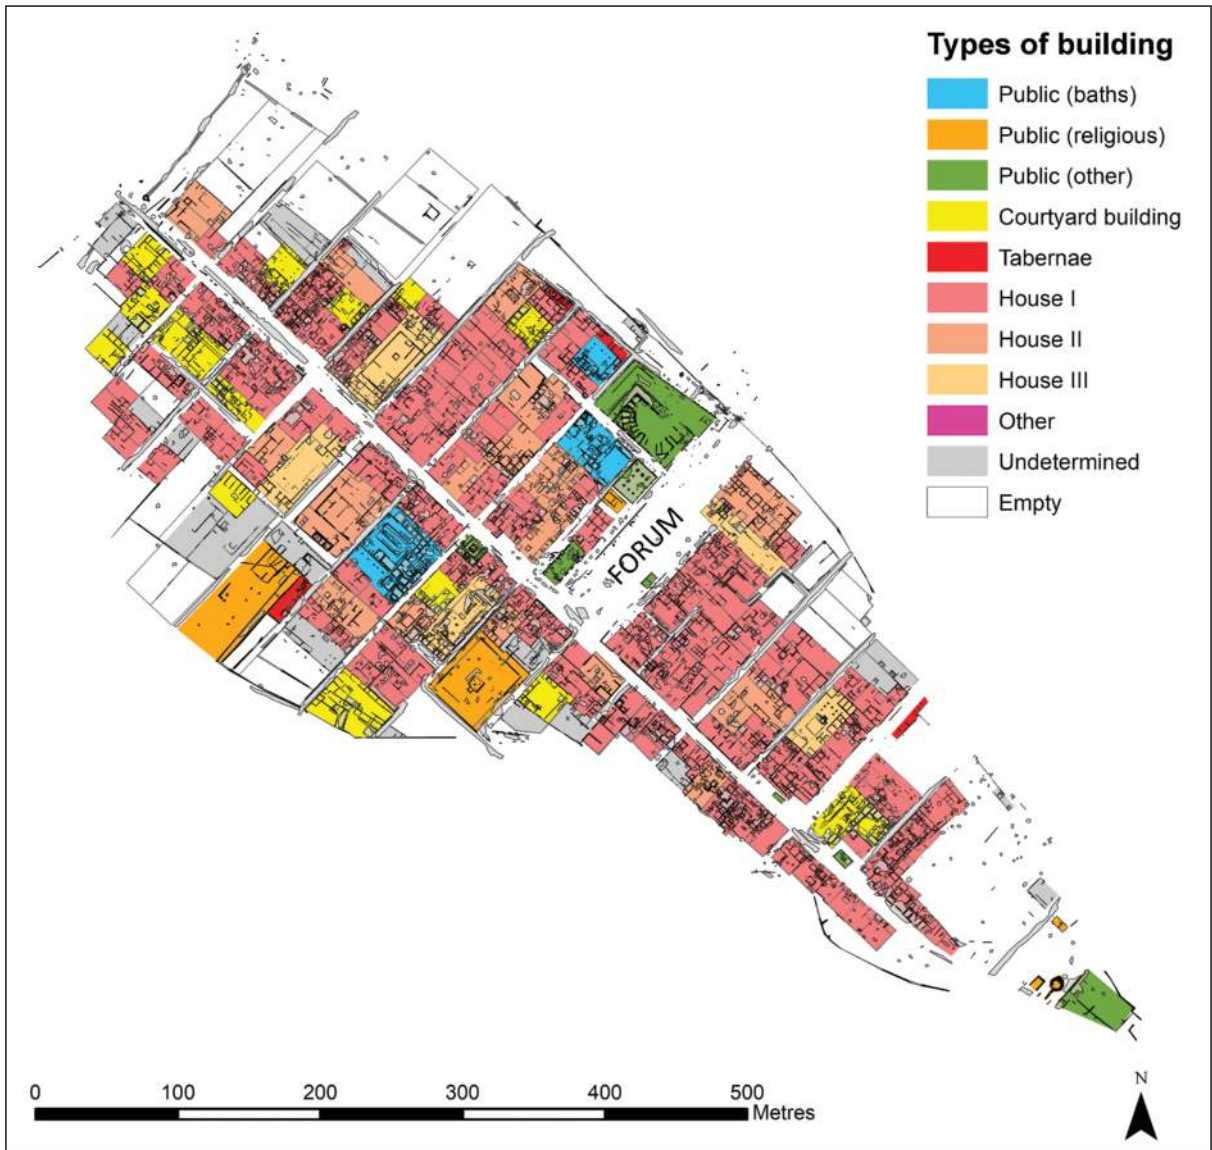 Types of building
Public (baths)
Public (religious)
Public (other)
Courtyard building
Tabernae
House I
House II
House III
Other
Undetermined
Empty
FORUM
0 100 200 300 400 500
Metres
N